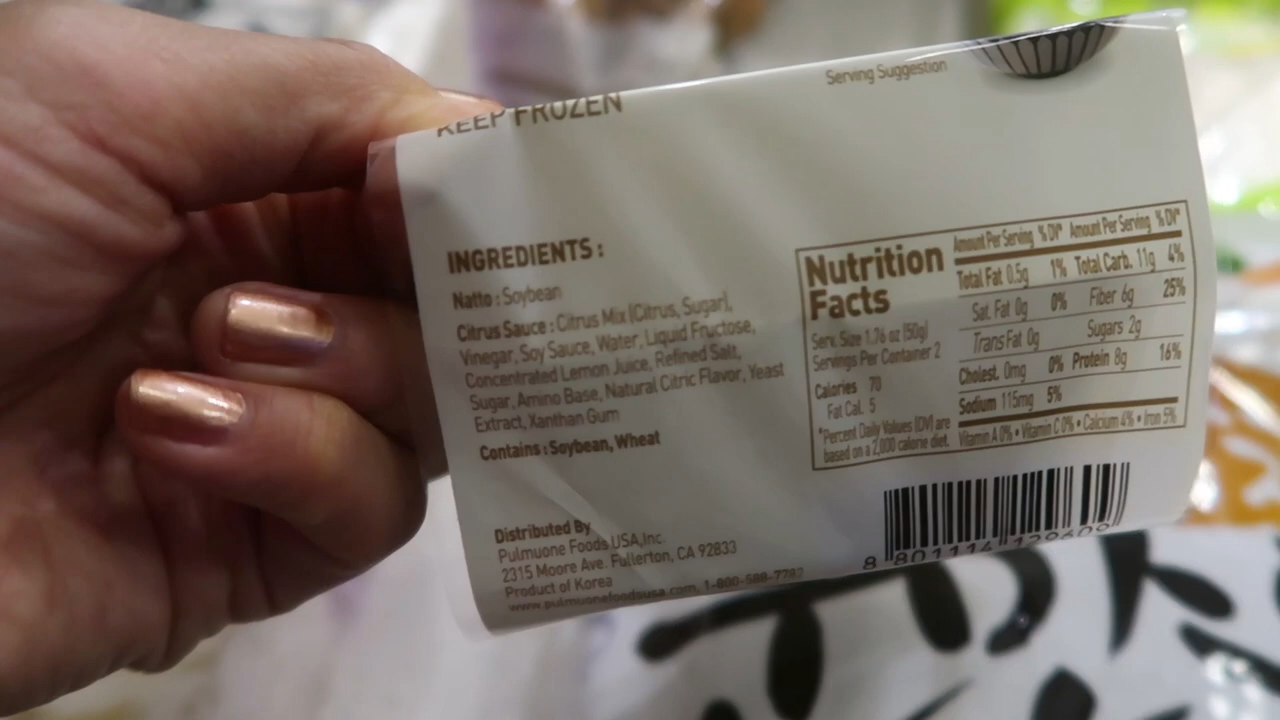 Serving Suggestion
KEEP FROZEN
INGREDIENTS :
Natto : Soybean
Citrus Sauce : Citrus Mix (Citrus, Sugar),
Vinegar, Soy Sauce, Water, Liquid Fructose,
Concentrated Lemon Juice, Refined Salt,
Sugar, Amino Base, Natural Citric Flavor, Yeast
Extract, Xanthan Gum
Contains : Soybean, Wheat
Distributed By
Pulmuone Foods USA,Inc.
2315 Moore Ave. Fullerton, CA 92833
Product of Korea
www.pulmuonefoodsusa.com, 1-800-588-7782
Nutrition
Facts
Serv. Size 1.76 oz (50g)
Servings Per Container 2
Calories 70
Fat Cal. 5
*Percent Daily Values (DV) are
based on a 2,000 calorie diet.
Amount Per Serving %DV* Amount Per Serving %DV*
Total Fat 0.5g 1% Total Carb. 11g 4%
Sat. Fat 0g 0% Fiber 6g 25%
Trans Fat 0g Sugars 2g
Cholest. 0mg 0% Protein 8g 16%
Sodium 115mg 5%
Vitamin A 0% • Vitamin C 0% • Calcium 4% • Iron 5%
8 801114 129609